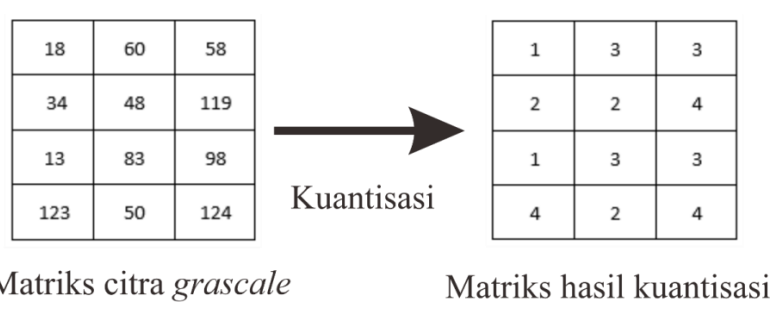 18 60 58
34 48 119
13 83 98
123 50 124
1 3 3
2 2 4
1 3 3
4 2 4
Kuantisasi
Matriks citra grascale
Matriks hasil kuantisasi